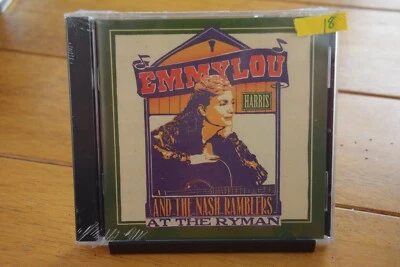 18
EMMYLOU
HARRIS
AND THE NASH RAMBLERS
AT THE RYMAN